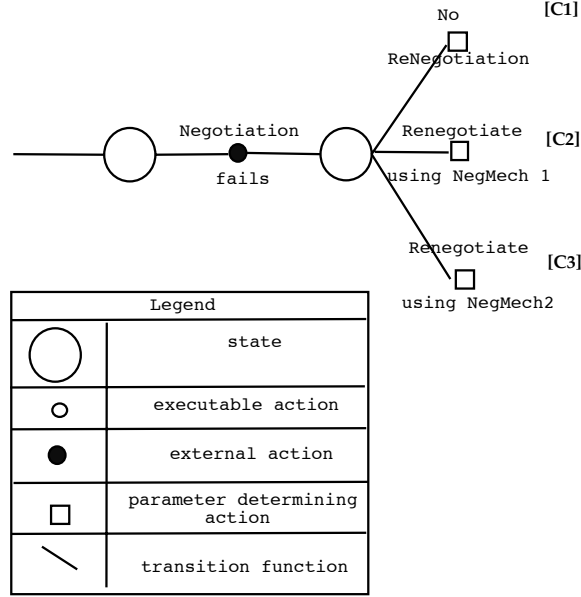 No
[C1]
ReNegotiation
Negotiation
fails
Renegotiate
[C2]
using NegMech 1
Renegotiate
[C3]
using NegMech2
Legend
state
executable action
external action
parameter determining
action
transition function